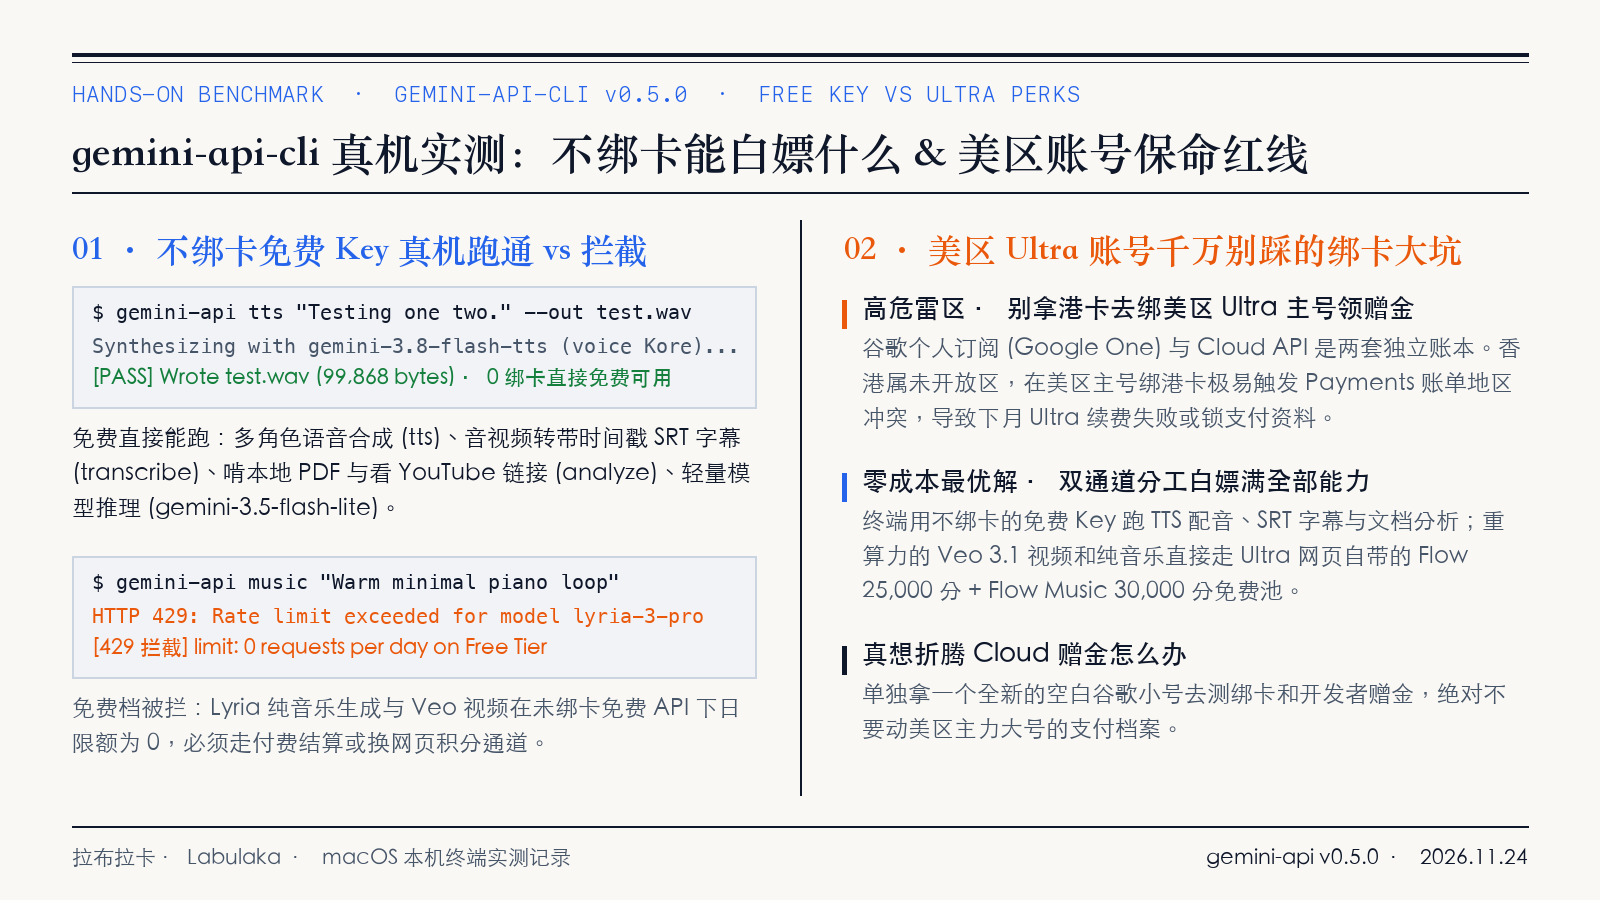 HANDS-ON BENCHMARK · GEMINI-API-CLI v0.5.0 · FREE KEY VS ULTRA PERKS
gemini-api-cli 真机实测：不绑卡能白嫖什么 & 美区账号保命红线
01 · 不绑卡免费 Key 真机跑通 vs 拦截
$ gemini-api tts "Testing one two." --out test.wav
Synthesizing with gemini-3.8-flash-tts (voice Kore)...
[PASS] Wrote test.wav (99,868 bytes) · 0 绑卡直接免费可用
免费直接能跑：多角色语音合成 (tts)、音视频转带时间戳 SRT 字幕
(transcribe)、啃本地 PDF 与看 YouTube 链接 (analyze)、轻量模
型推理 (gemini-3.5-flash-lite)。
$ gemini-api music "Warm minimal piano loop"
HTTP 429: Rate limit exceeded for model lyria-3-pro
[429 拦截] limit: 0 requests per day on Free Tier
免费档被拦：Lyria 纯音乐生成与 Veo 视频在未绑卡免费 API 下日
限额为 0，必须走付费结算或换网页积分通道。
02 · 美区 Ultra 账号千万别踩的绑卡大坑
高危雷区 · 别拿港卡去绑美区 Ultra 主号领赠金
谷歌个人订阅 (Google One) 与 Cloud API 是两套独立账本。香
港属未开放区，在美区主号绑港卡极易触发 Payments 账单地区
冲突，导致下月 Ultra 续费失败或锁支付资料。
零成本最优解 · 双通道分工白嫖满全部能力
终端用不绑卡的免费 Key 跑 TTS 配音、SRT 字幕与文档分析；重
算力的 Veo 3.1 视频和纯音乐直接走 Ultra 网页自带的 Flow
25,000 分 + Flow Music 30,000 分免费池。
真想折腾 Cloud 赠金怎么办
单独拿一个全新的空白谷歌小号去测绑卡和开发者赠金，绝对不
要动美区主力大号的支付档案。
拉布拉卡 · Labulaka · macOS 本机终端实测记录
gemini-api v0.5.0 · 2026.11.24